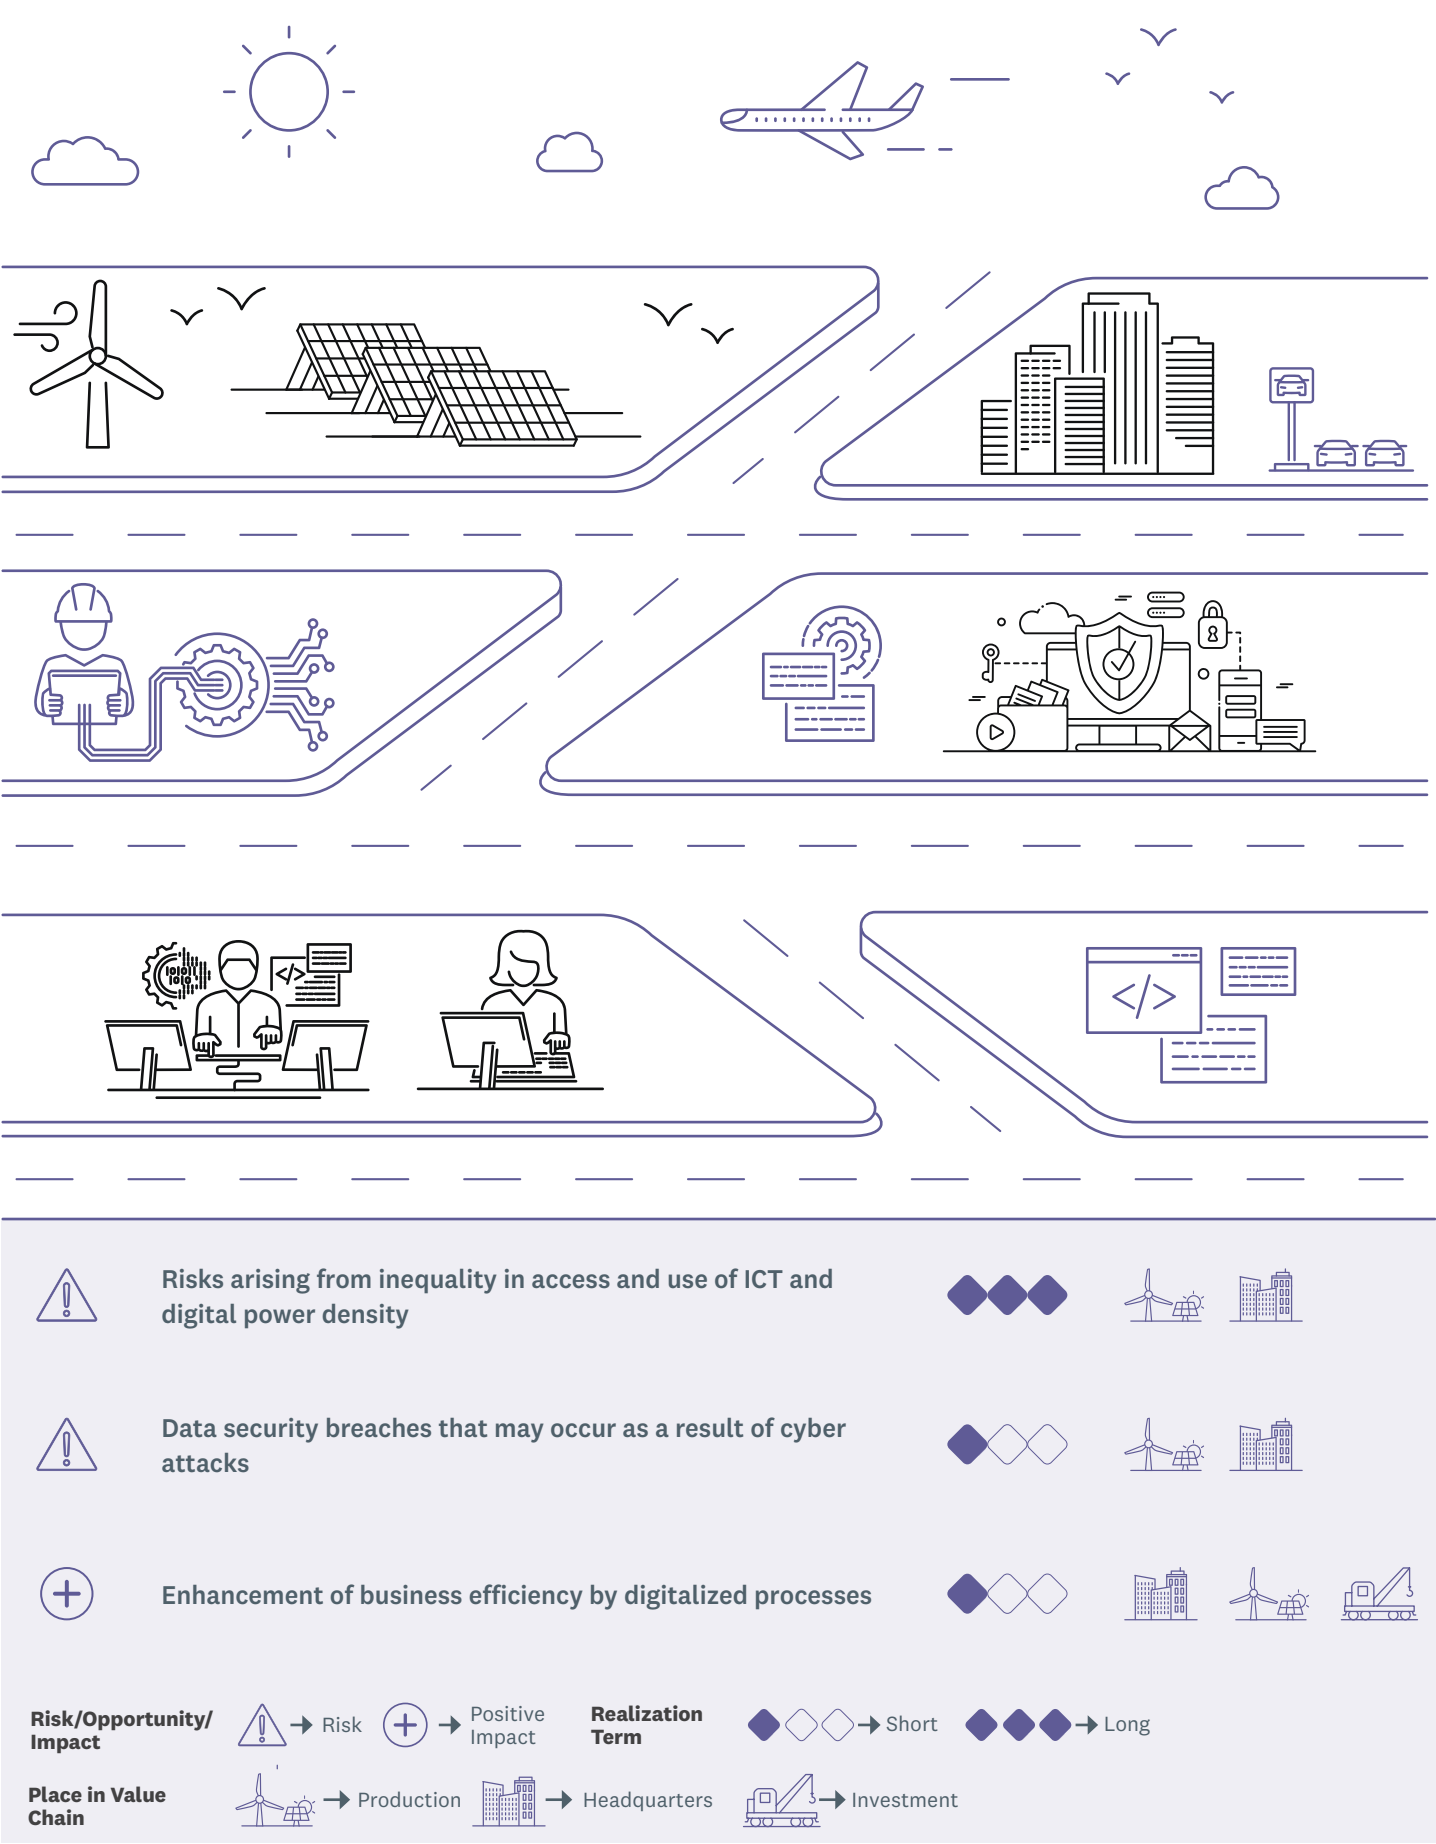 </>
</>
Risks arising from inequality in access and use of ICT and
digital power density
Data security breaches that may occur as a result of cyber
attacks
Enhancement of business efficiency by digitalized processes
Risk/Opportunity/
Impact
Risk
Positive
Impact
Realization
Term
Short
Long
Place in Value
Chain
Production
Headquarters
Investment